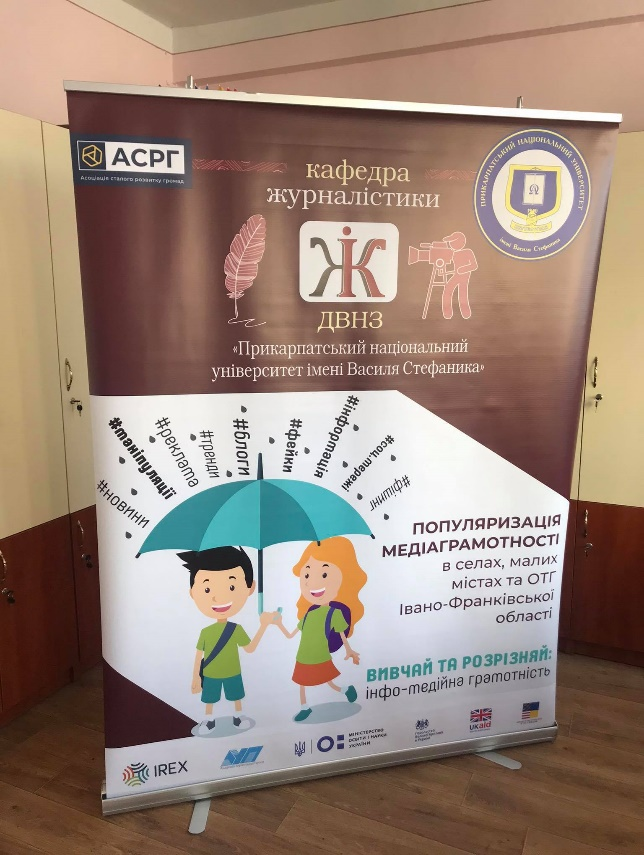 АСРГ
Асоціація сталого розвитку громад
кафедра
журналістики
ПРИКАРПАТСЬКИЙ НАЦІОНАЛЬНИЙ УНІВЕРСИТЕТ
імені Василя Стефаника
ЖК
ДВНЗ
«Прикарпатський національний
університет імені Василя Стефаника»
#новини
#маніпуляції
#реклама
#тренди
#блоги
#фейки
#інформація
#соц.мережі
#фішинг
ПОПУЛЯРИЗАЦІЯ
МЕДІАГРАМОТНОСТІ
в селах, малих
містах та ОТГ
Івано-Франківської
області
ВИВЧАЙ ТА РОЗРІЗНЯЙ:
інфо-медійна грамотність
IREX
МІНІСТЕРСТВО
ОСВІТИ І НАУКИ
УКРАЇНИ
ukaid